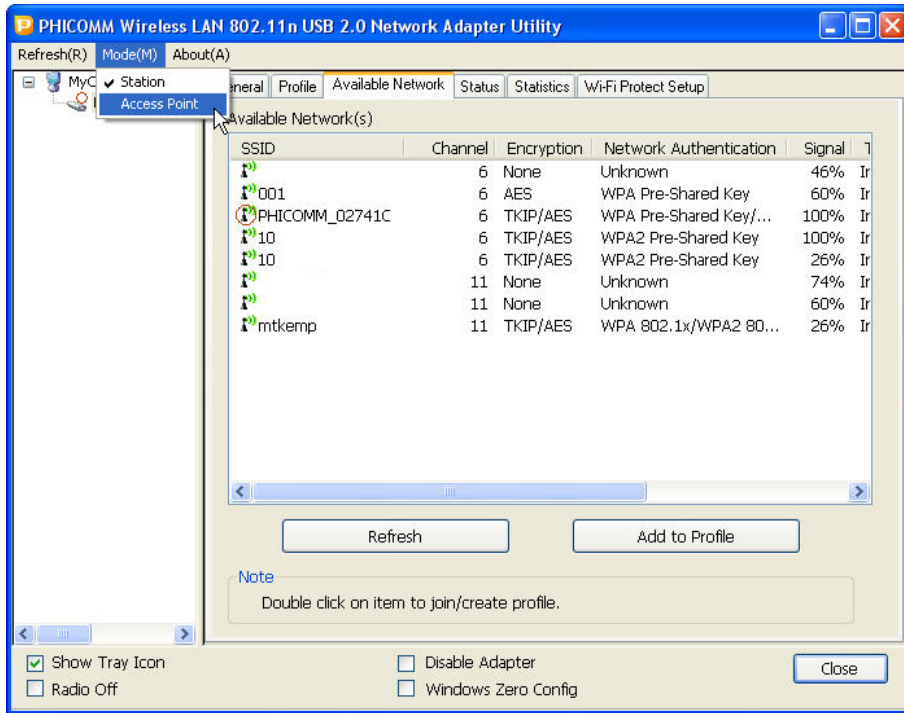 PHICOMM Wireless LAN 802.11n USB 2.0 Network Adapter Utility
Refresh(R) Mode(M) About(A)
Station
Access Point
Profile Available Network Status Statistics Wi-Fi Protect Setup
Available Network(s)
SSID Channel Encryption Network Authentication Signal
6 None Unknown 46%
001 6 AES WPA Pre-Shared Key 60%
PHICOMM_02741C 6 TKIP/AES WPA Pre-Shared Key/... 100%
10 6 TKIP/AES WPA2 Pre-Shared Key 100%
10 6 TKIP/AES WPA2 Pre-Shared Key 26%
11 None Unknown 74%
11 None Unknown 60%
mtkemp 11 TKIP/AES WPA 802.1x/WPA2 80... 26%
Refresh Add to Profile
Note
Double click on item to join/create profile.
Show Tray Icon Disable Adapter Close
Radio Off Windows Zero Config